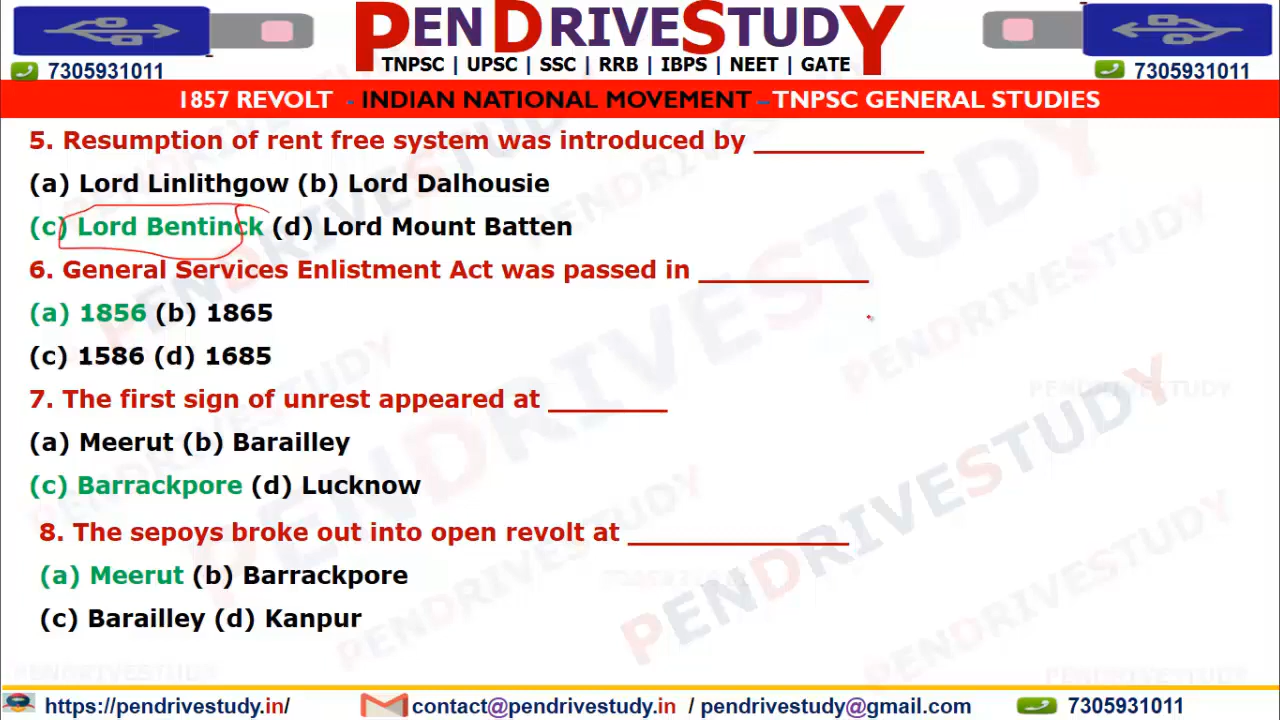 PENDRIVESTUDY
TNPSC | UPSC | SSC | RRB | IBPS | NEET | GATE
7305931011
7305931011
1857 REVOLT - INDIAN NATIONAL MOVEMENT – TNPSC GENERAL STUDIES
5. Resumption of rent free system was introduced by ____________
(a) Lord Linlithgow (b) Lord Dalhousie
(c) Lord Bentinck (d) Lord Mount Batten
6. General Services Enlistment Act was passed in ____________
(a) 1856 (b) 1865
(c) 1586 (d) 1685
7. The first sign of unrest appeared at ________
(a) Meerut (b) Barailley
(c) Barrackpore (d) Lucknow
8. The sepoys broke out into open revolt at _______________
(a) Meerut (b) Barrackpore
(c) Barailley (d) Kanpur
PENDRIVESTUDY
https://pendrivestudy.in/ contact@pendrivestudy.in / pendrivestudy@gmail.com 7305931011